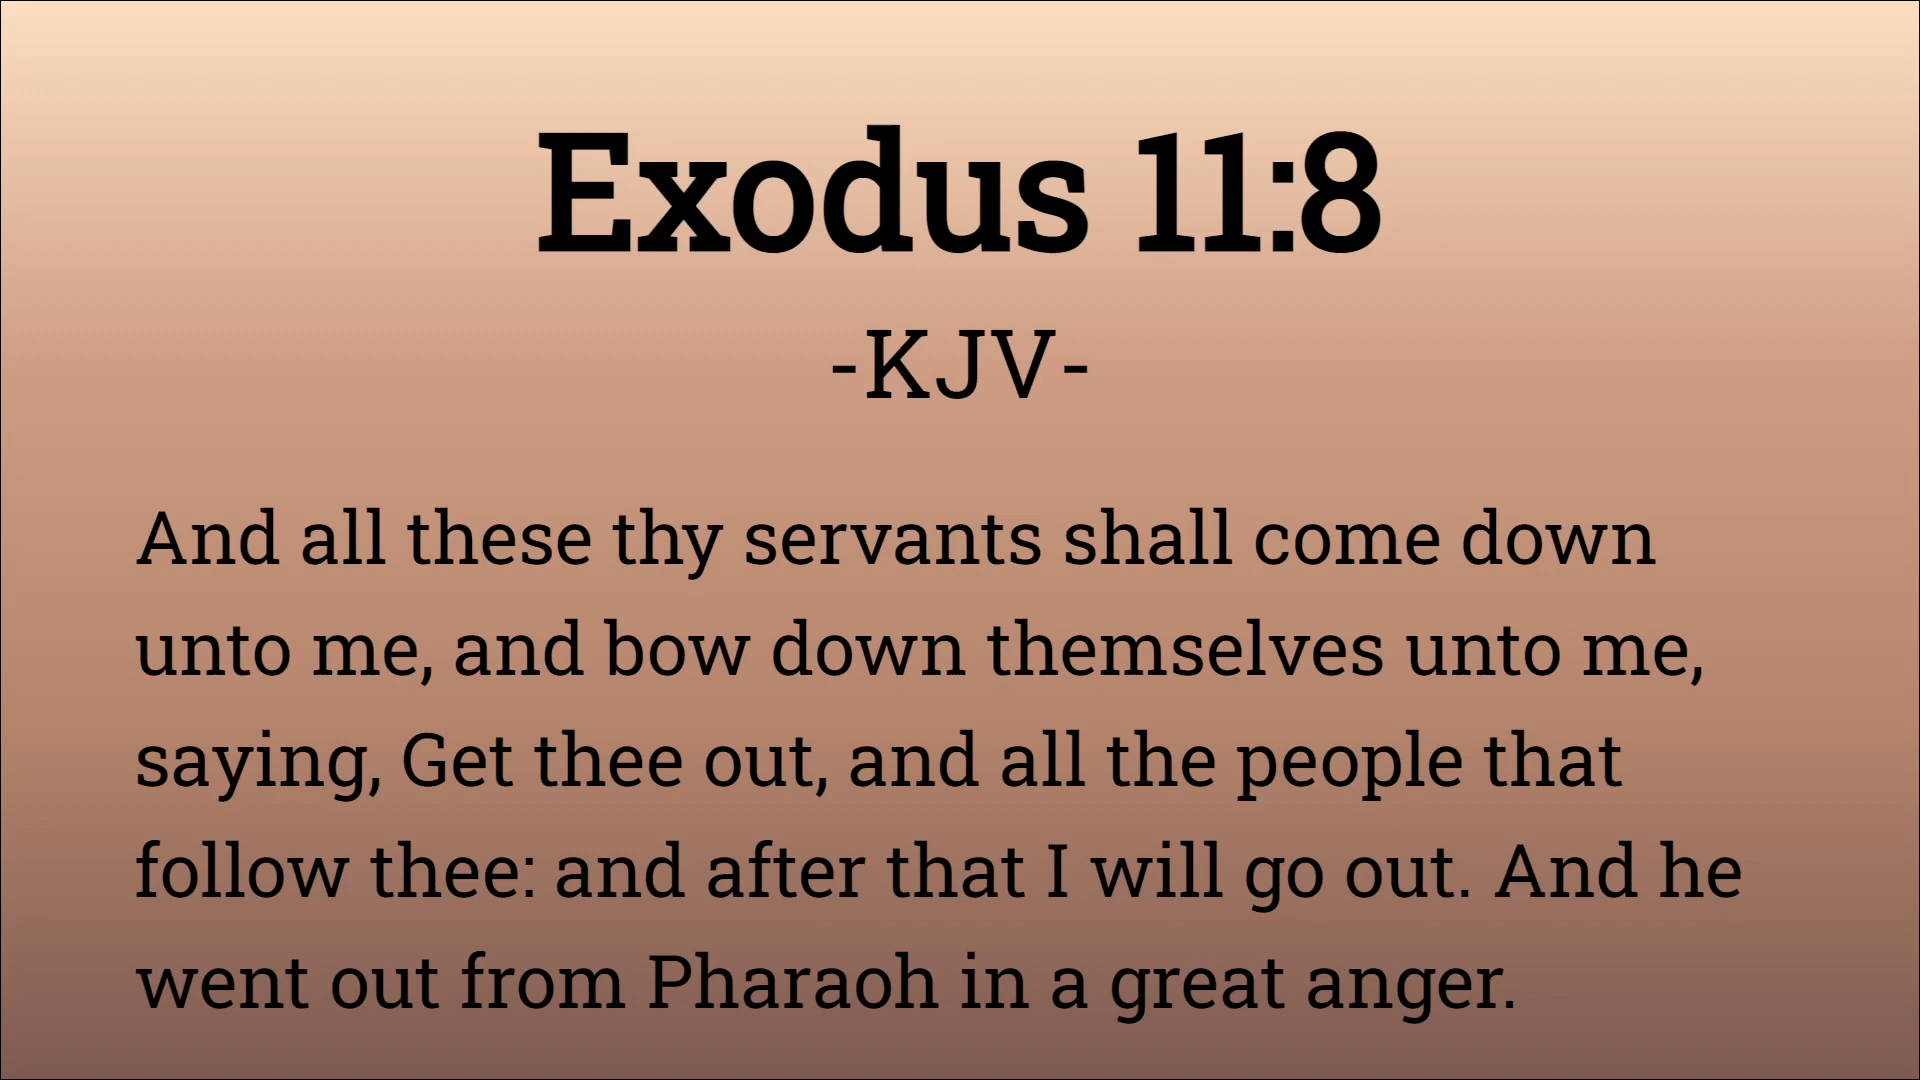 Exodus 11:8
-KJV-
And all these thy servants shall come down
unto me, and bow down themselves unto me,
saying, Get thee out, and all the people that
follow thee: and after that I will go out. And he
went out from Pharaoh in a great anger.